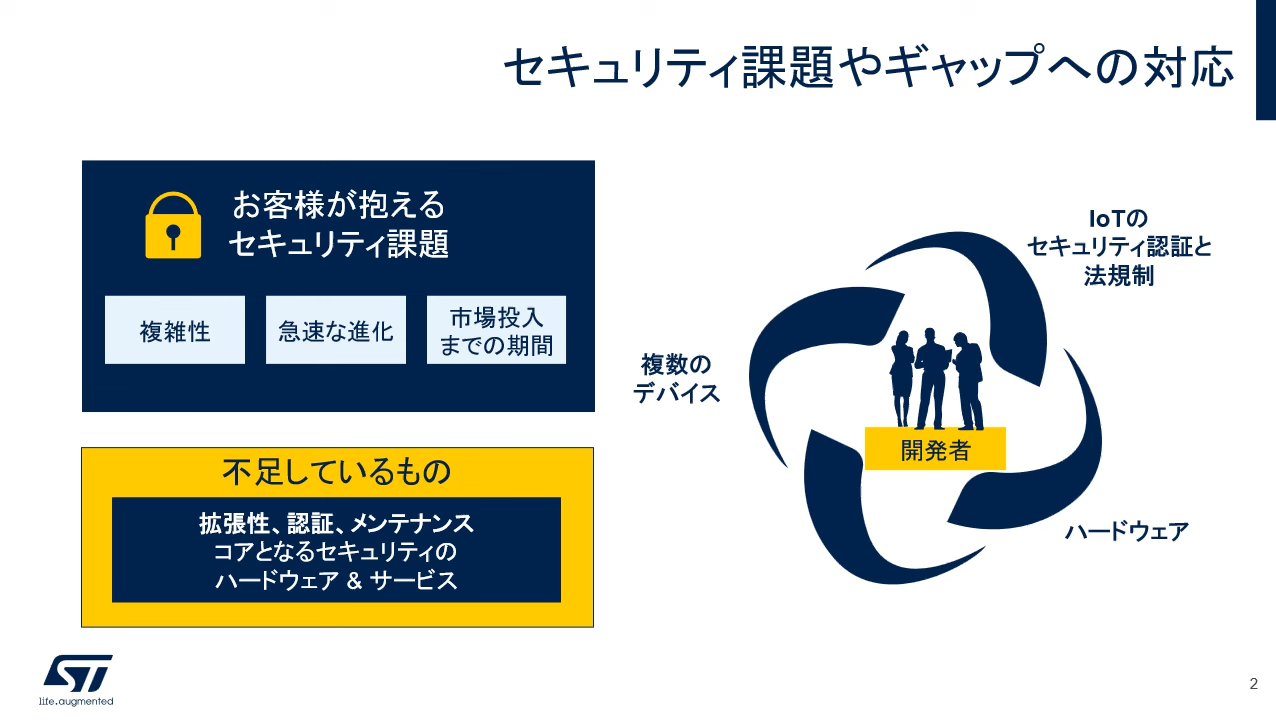 セキュリティ課題やギャップへの対応
お客様が抱える
セキュリティ課題
複雑性
急速な進化
市場投入
までの期間
不足しているもの
拡張性、認証、メンテナンス
コアとなるセキュリティの
ハードウェア & サービス
IoTの
セキュリティ認証と
法規制
複数の
デバイス
開発者
ハードウェア
ST
life.augmented
2